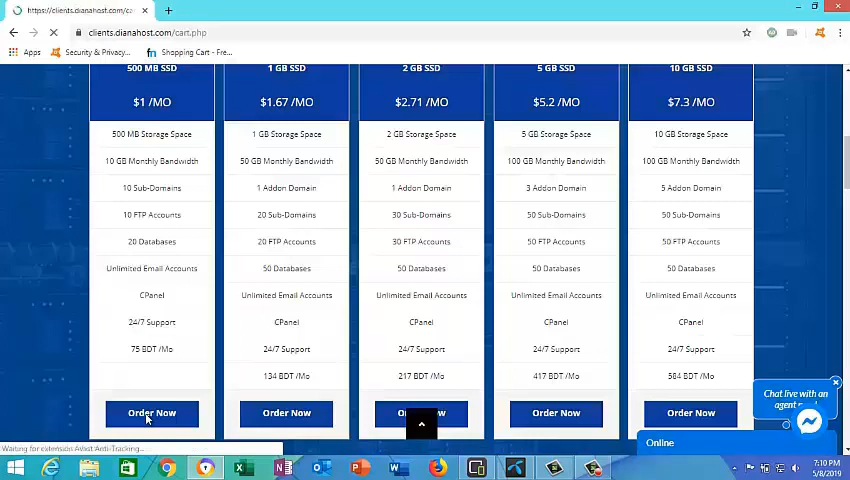 https://clients.dianahost.com/ca
clients.dianahost.com/cart.php
Apps
Security & Privacy...
Shopping Cart - Fre...
500 MB SSD
1 GB SSD
2 GB SSD
5 GB SSD
10 GB SSD
$1 /MO
$1.67 /MO
$2.71 /MO
$5.2 /MO
$7.3 /MO
500 MB Storage Space
1 GB Storage Space
2 GB Storage Space
5 GB Storage Space
10 GB Storage Space
10 GB Monthly Bandwidth
50 GB Monthly Bandwidth
50 GB Monthly Bandwidth
100 GB Monthly Bandwidth
100 GB Monthly Bandwidth
10 Sub-Domains
1 Addon Domain
1 Addon Domain
3 Addon Domain
5 Addon Domain
10 FTP Accounts
20 Sub-Domains
30 Sub-Domains
50 Sub-Domains
50 Sub-Domains
20 Databases
20 FTP Accounts
30 FTP Accounts
50 FTP Accounts
50 FTP Accounts
Unlimited Email Accounts
50 Databases
50 Databases
50 Databases
50 Databases
CPanel
Unlimited Email Accounts
Unlimited Email Accounts
Unlimited Email Accounts
Unlimited Email Accounts
24/7 Support
CPanel
CPanel
CPanel
CPanel
75 BDT /Mo
24/7 Support
24/7 Support
24/7 Support
24/7 Support
134 BDT /Mo
217 BDT /Mo
417 BDT /Mo
584 BDT /Mo
Order Now
Order Now
Order Now
Order Now
Chat live with an
agent
Online
Waiting for extension Avast Anti-Tracking...
7:10 PM
5/8/2019